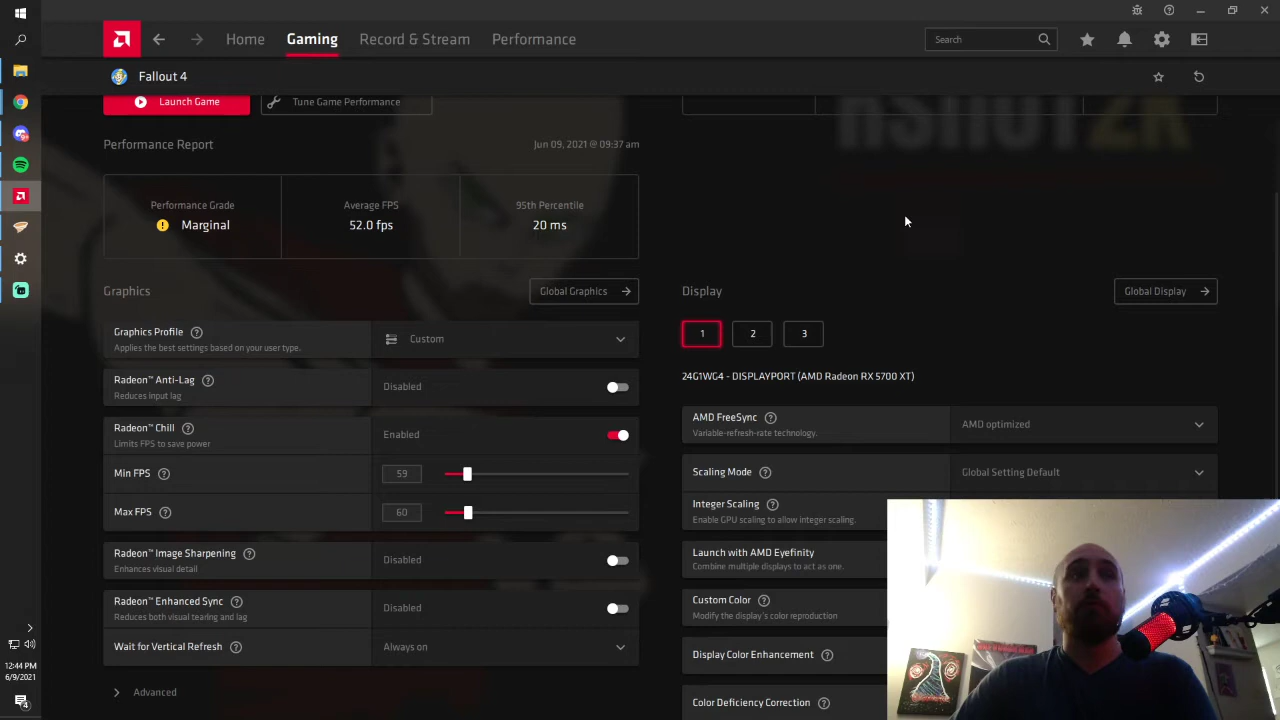 Home
Gaming
Record & Stream
Performance
Search
Fallout 4
Launch Game
Tune Game Performance
Performance Report
Jun 09, 2021 @ 09:37 am
Performance Grade
Marginal
Average FPS
52.0 fps
95th Percentile
20 ms
Graphics
Global Graphics
Graphics Profile
Applies the best settings based on your user type.
Custom
Radeon™ Anti-Lag
Reduces input lag
Disabled
Radeon™ Chill
Limits FPS to save power
Enabled
Min FPS
59
Max FPS
60
Radeon™ Image Sharpening
Enhances visual detail
Disabled
Radeon™ Enhanced Sync
Reduces both visual tearing and lag
Disabled
Wait for Vertical Refresh
Always on
Advanced
Display
Global Display
1
2
3
24G1WG4 - DISPLAYPORT (AMD Radeon RX 5700 XT)
AMD FreeSync
Variable-refresh-rate technology.
AMD optimized
Scaling Mode
Global Setting Default
Integer Scaling
Enable GPU scaling to allow integer scaling.
Launch with AMD Eyefinity
Combine multiple displays to act as one.
Custom Color
Modify the display's color reproduction
Display Color Enhancement
Color Deficiency Correction
12:44 PM
6/9/2021
4